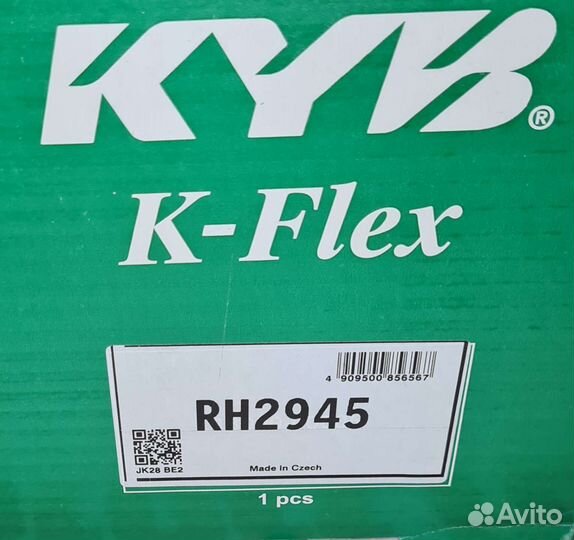 KYB®
K-Flex
4 909500 856567
RH2945
JK28 BE2
Made in Czech
1 pcs
Avito